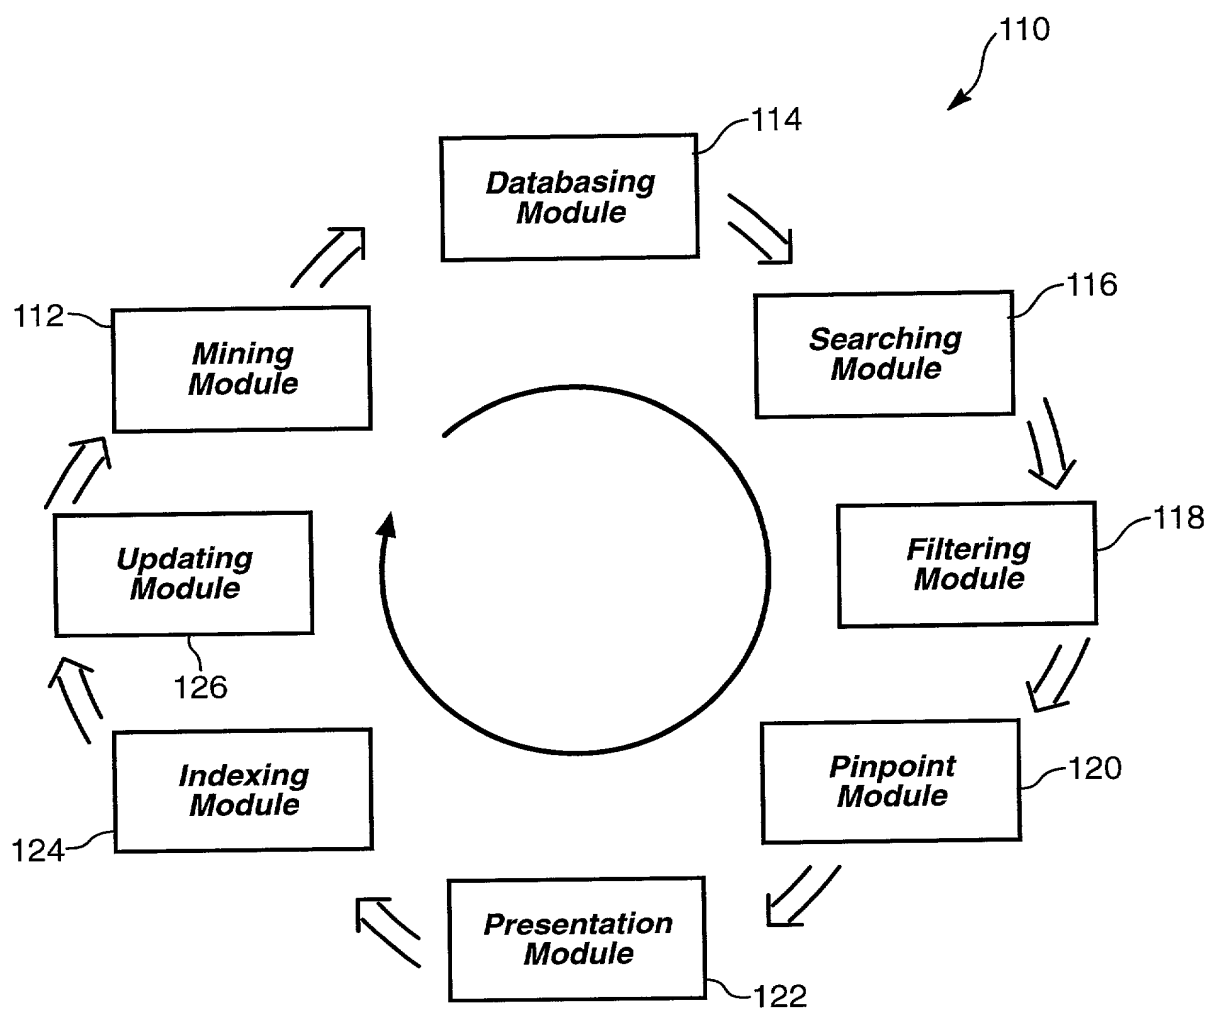 110
114
Databasing
Module
116
Searching
Module
112
Mining
Module
118
Filtering
Module
Updating
Module
126
120
Pinpoint
Module
Indexing
Module
124
Presentation
Module
122